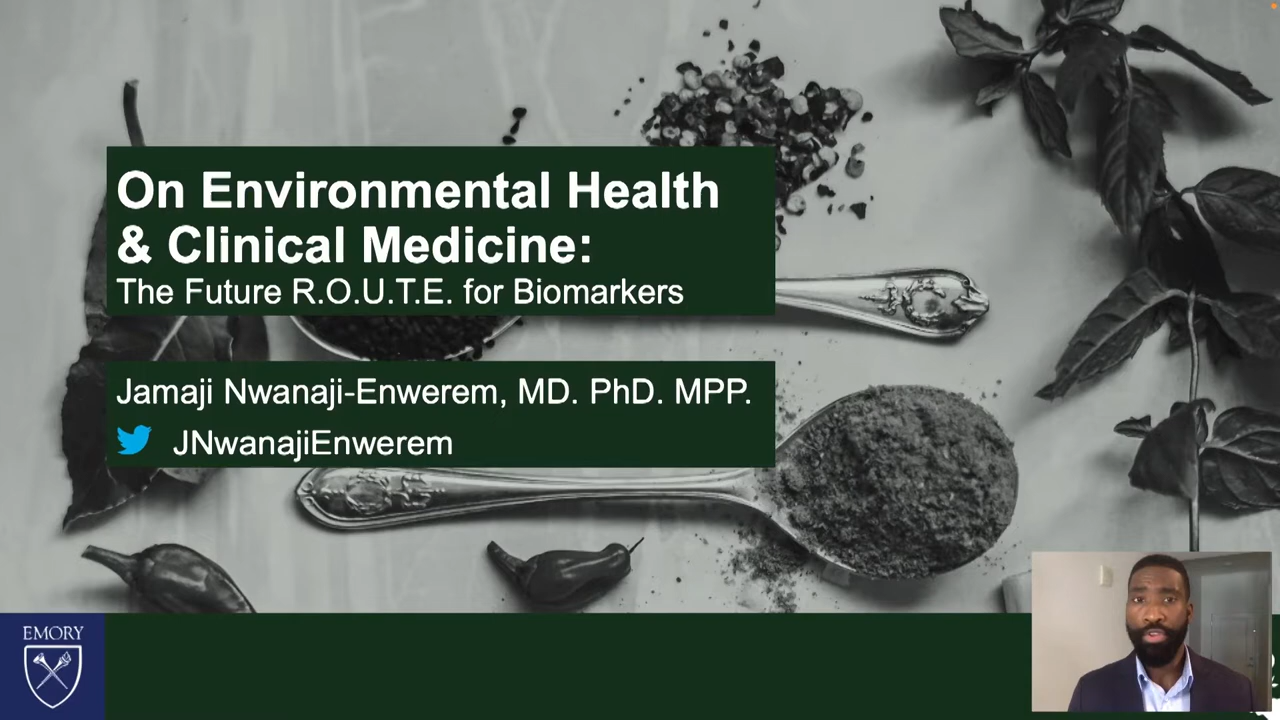 On Environmental Health
& Clinical Medicine:
The Future R.O.U.T.E. for Biomarkers
Jamaji Nwanaji-Enwerem, MD. PhD. MPP.
JNwanajiEnwerem
EMORY